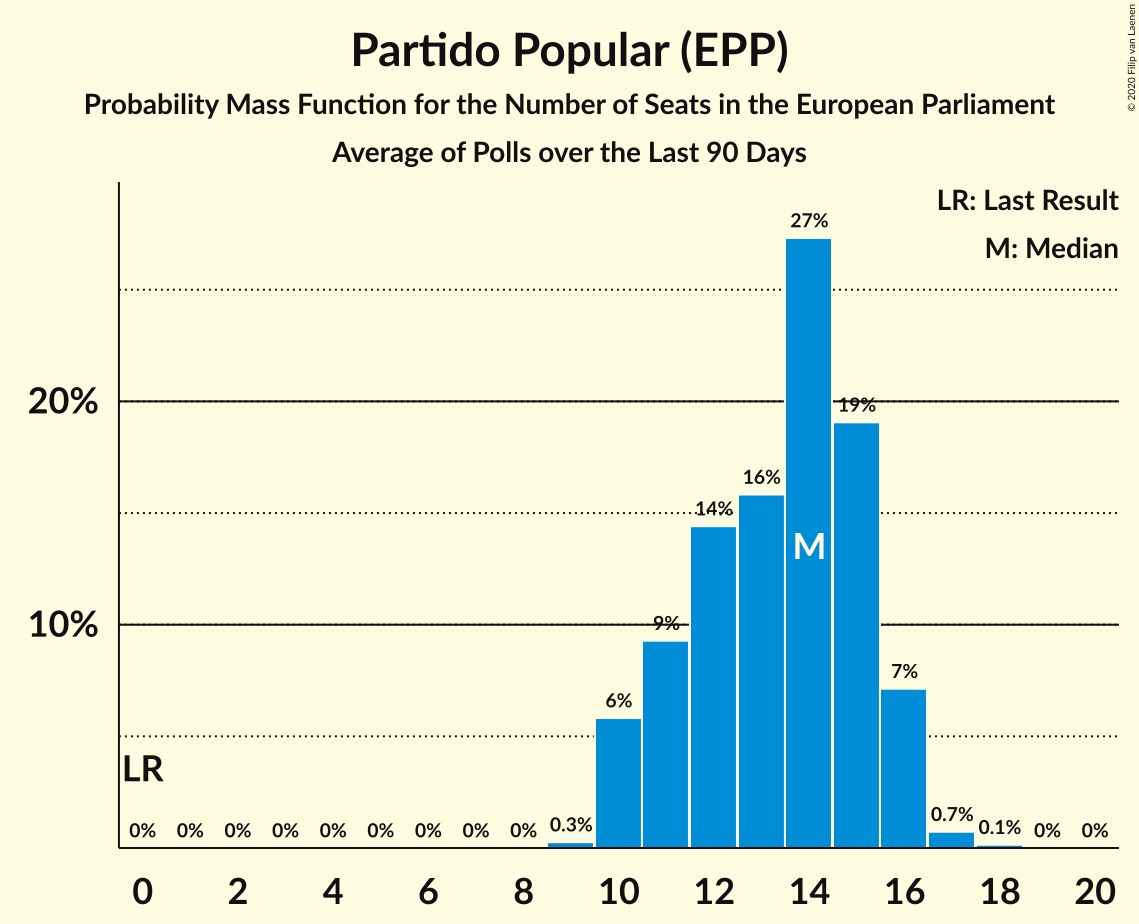 Partido Popular (EPP)
Probability Mass Function for the Number of Seats in the European Parliament
Average of Polls over the Last 90 Days
© 2020 Filip van Laenen
LR: Last Result
M: Median
27%
20%
19%
16%
14%
M
10%
9%
7%
6%
LR
0% 0% 0% 0% 0% 0% 0% 0% 0% 0.3% 0.7% 0.1% 0% 0%
0 2 4 6 8 10 12 14 16 18 20